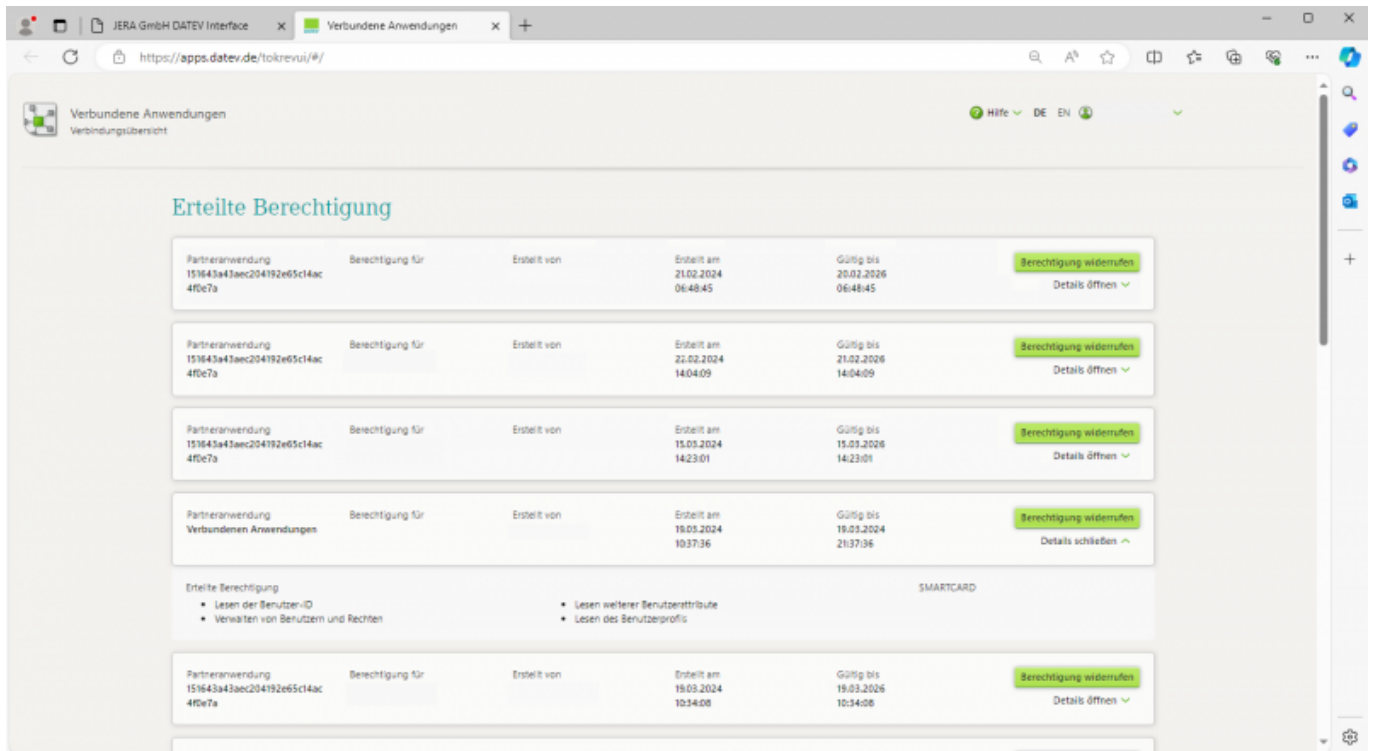 JERA GmbH DATEV Interface
Verbundene Anwendungen
https://apps.datev.de/tokrevui/#/
Verbundene Anwendungen
Verbindungsübersicht
Hilfe DE EN
Erteilte Berechtigung
Partneranwendung Berechtigung für Erstellt von Erstellt am Gültig bis Berechtigung widerrufen
151643a43aec204192e65c14ac 21.02.2024 20.02.2026
4f0e7a 06:48:45 06:48:45 Details öffnen
Partneranwendung Berechtigung für Erstellt von Erstellt am Gültig bis Berechtigung widerrufen
151643a43aec204192e65c14ac 22.02.2024 21.02.2026
4f0e7a 14:04:09 14:04:09 Details öffnen
Partneranwendung Berechtigung für Erstellt von Erstellt am Gültig bis Berechtigung widerrufen
151643a43aec204192e65c14ac 15.03.2024 15.03.2026
4f0e7a 14:23:01 14:23:01 Details öffnen
Partneranwendung Berechtigung für Erstellt von Erstellt am Gültig bis Berechtigung widerrufen
Verbundenen Anwendungen 19.03.2024 19.03.2024
10:37:36 21:37:36 Details schließen
Erteilte Berechtigung SMARTCARD
• Lesen der Benutzer-ID • Lesen weiterer Benutzerattribute
• Verwalten von Benutzern und Rechten • Lesen des Benutzerprofils
Partneranwendung Berechtigung für Erstellt von Erstellt am Gültig bis Berechtigung widerrufen
151643a43aec204192e65c14ac 19.03.2024 19.03.2026
4f0e7a 10:34:08 10:34:08 Details öffnen